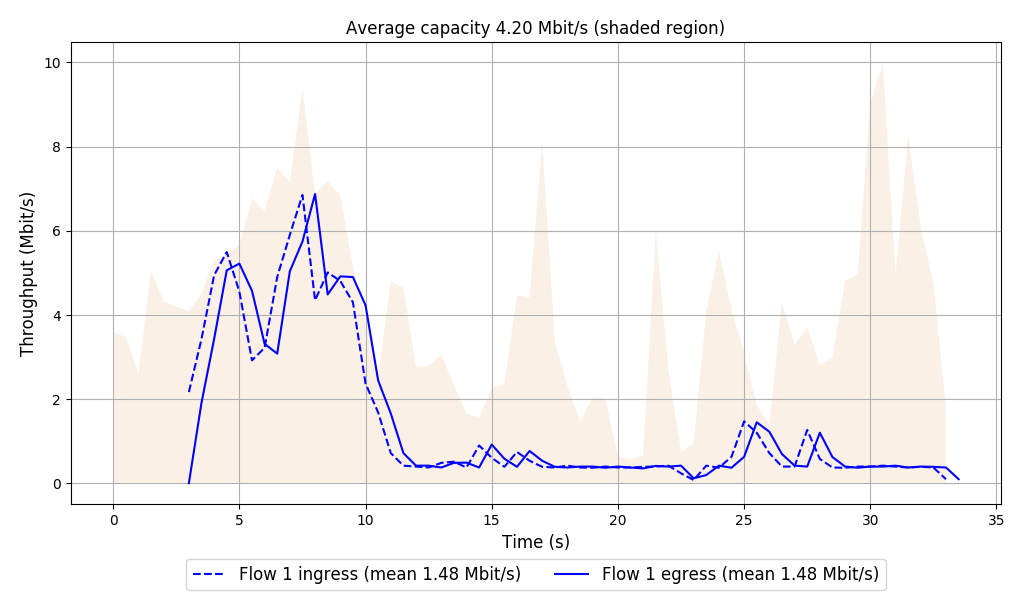 Average capacity 4.20 Mbit/s (shaded region)
Throughput (Mbit/s)
10
8
6
4
2
0
0 5 10 15 20 25 30 35
Time (s)
Flow 1 ingress (mean 1.48 Mbit/s) Flow 1 egress (mean 1.48 Mbit/s)